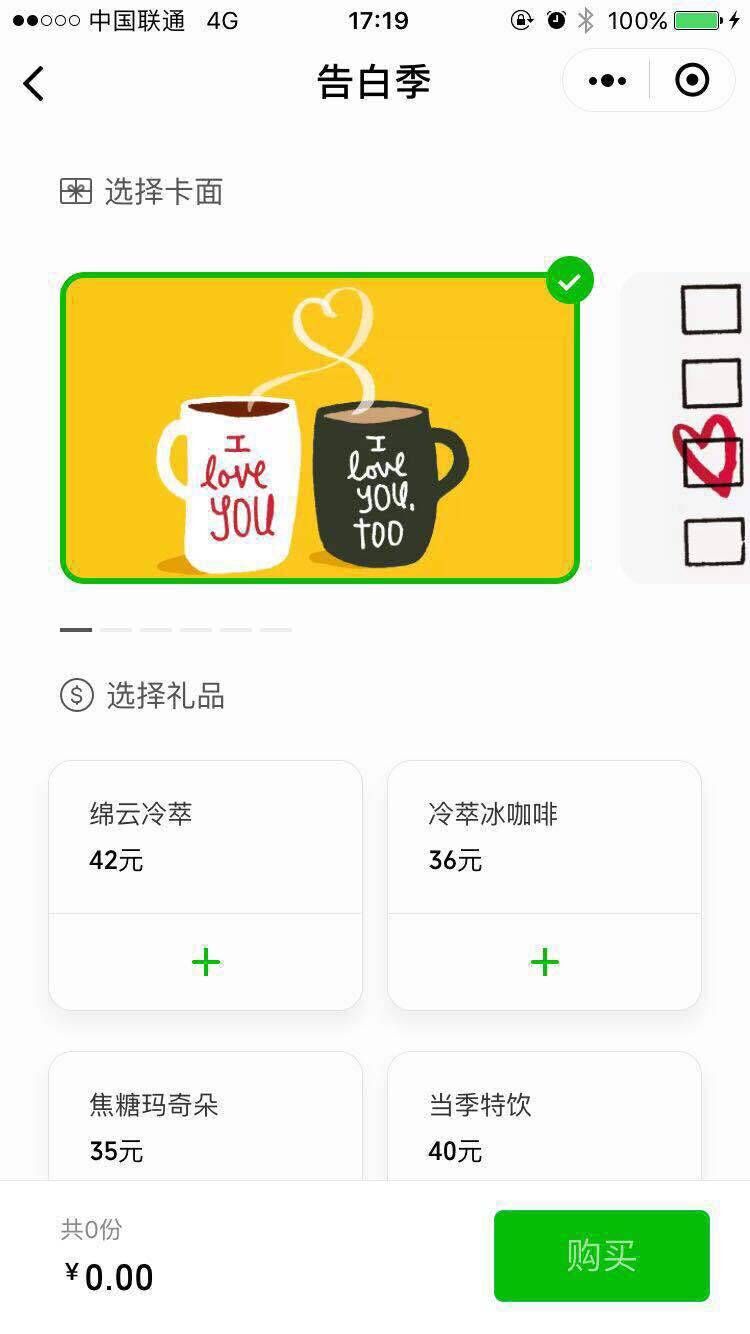 中国联通 4G 17:19 100%
告白季
选择卡面
I
love
YOU
I
love
YOU.
TOO
选择礼品
绵云冷萃
42元
冷萃冰咖啡
36元
焦糖玛奇朵
35元
当季特饮
40元
共0份
¥0.00
购买